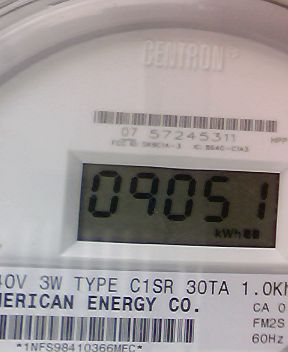 CENTRON®
07 57245311
09051
kWh
40V 3W TYPE C1SR 30TA 1.0Kh
MERICAN ENERGY CO.
CA 0
FM2S
60Hz
*1NFS98410366MEC*